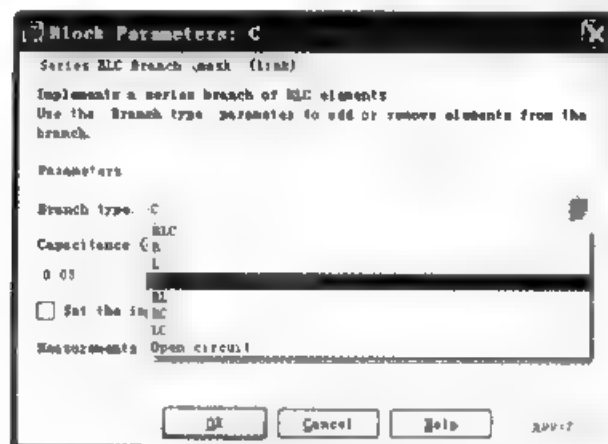 Block Parameters: C
Series RLC Branch (mask) (link)
Implements a series branch of RLC elements
Use the 'Branch type' parameter to add or remove elements from the
branch.
Parameters
Branch type: C
RLC
Capacitance
R
L
RL
Set the
RC
LC
Measurements
Open circuit
OK Cancel Help Apply